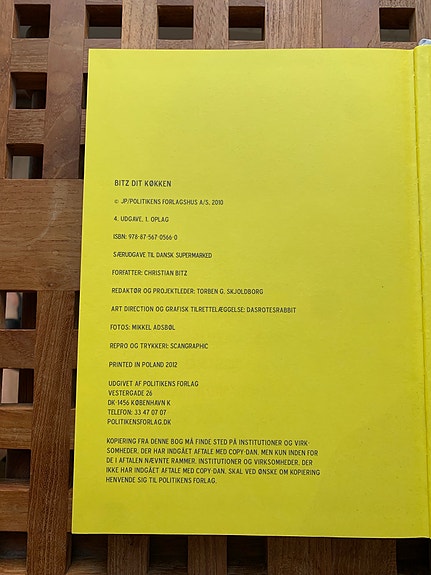 BITZ DIT KØKKEN
© JP/POLITIKENS FORLAGSHUS A/S, 2010
4. UDGAVE, 1. OPLAG
ISBN: 978-87-567-0566-0
SÆRUDGAVE TIL DANSK SUPERMARKED
FORFATTER: CHRISTIAN BITZ
REDAKTØR OG PROJEKTLEDER: TORBEN G. SKJOLDBORG
ART DIRECTION OG GRAFISK TILRETTELÆGGELSE: DASROTESRABBIT
FOTOS: MIKKEL ADSBØL
REPRO OG TRYKKERI: SCANGRAPHIC
PRINTED IN POLAND 2012
UDGIVET AF POLITIKENS FORLAG
VESTERGADE 26
DK-1456 KØBENHAVN K
TELEFON: 33 47 07 07
POLITIKENSFORLAG.DK
KOPIERING FRA DENNE BOG MÅ FINDE STED PÅ INSTITUTIONER OG VIRK-
SOMHEDER, DER HAR INDGÅET AFTALE MED COPY-DAN, MEN KUN INDEN FOR
DE I AFTALEN NÆVNTE RAMMER. INSTITUTIONER OG VIRKSOMHEDER, DER
IKKE HAR INDGÅET AFTALE MED COPY-DAN, SKAL VED ØNSKE OM KOPIERING
HENVENDE SIG TIL POLITIKENS FORLAG.